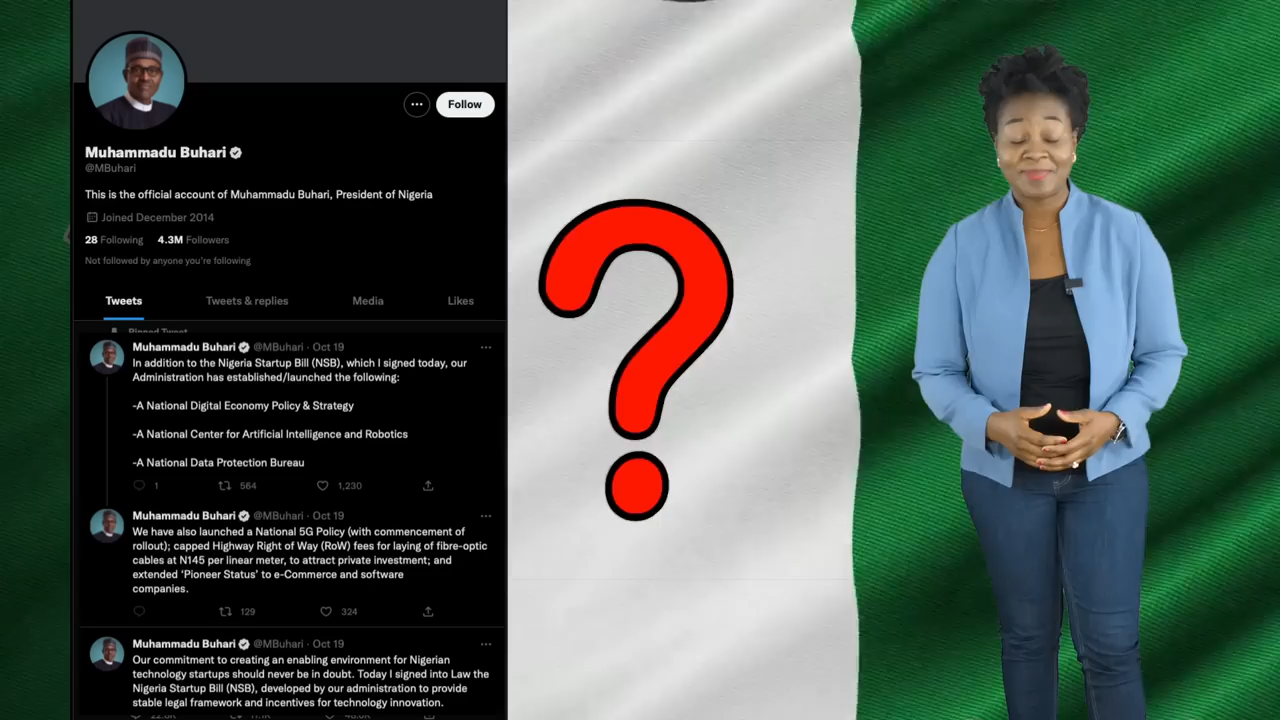 Follow
Muhammadu Buhari
@MBuhari
This is the official account of Muhammadu Buhari, President of Nigeria
Joined December 2014
28 Following 4.3M Followers
Not followed by anyone you're following
Tweets Tweets & replies Media Likes
Pinned Tweet
Muhammadu Buhari @MBuhari · Oct 19
In addition to the Nigeria Startup Bill (NSB), which I signed today, our
Administration has established/launched the following:
-A National Digital Economy Policy & Strategy
-A National Center for Artificial Intelligence and Robotics
-A National Data Protection Bureau
1 564 1,230
Muhammadu Buhari @MBuhari · Oct 19
We have also launched a National 5G Policy (with commencement of
rollout); capped Highway Right of Way (RoW) fees for laying of fibre-optic
cables at N145 per linear meter, to attract private investment; and
extended 'Pioneer Status' to e-Commerce and software
companies.
129 324
Muhammadu Buhari @MBuhari · Oct 19
Our commitment to creating an enabling environment for Nigerian
technology startups should never be in doubt. Today I signed into Law the
Nigeria Startup Bill (NSB), developed by our administration to provide
stable legal framework and incentives for technology innovation.
?